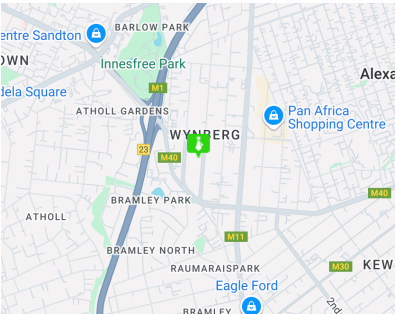 BARLOW PARK
entre Sandton
Innesfree Park
OWN
M1
Alexa
dela Square
ATHOLL GARDENS
Pan Africa
Shopping Centre
WYNBERG
23
M40
M40
BRAMLEY PARK
ATHOLL
M11
BRAMLEY NORTH
RAUMARAISPARK
M30
KEW
Eagle Ford
2nd
BRAMLEY